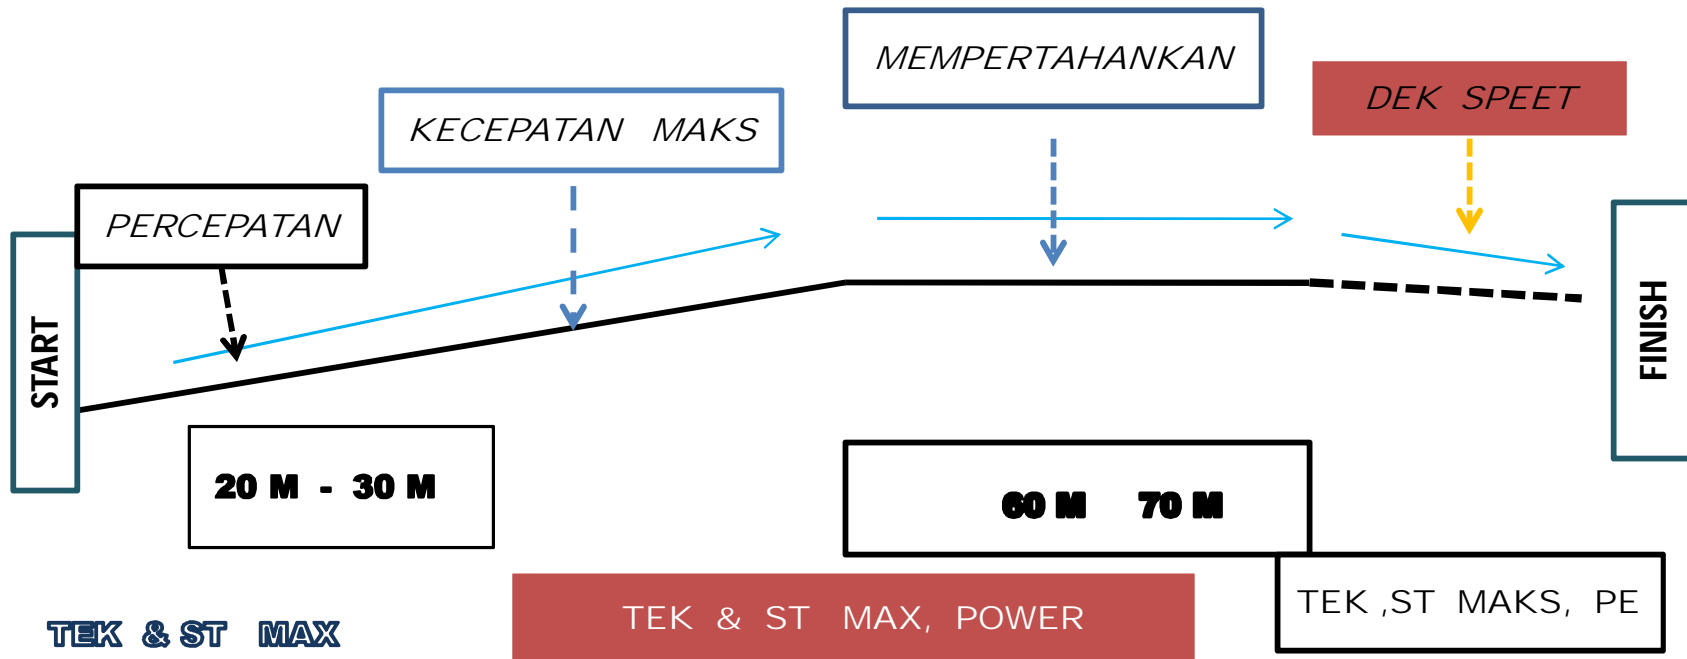 MEMPERTAHANKAN
DEK SPEET
KECEPATAN MAKS
PERCEPATAN
START
FINISH
20 M - 30 M
60 M 70 M
TEK ,ST MAKS, PE
TEK & ST MAX, POWER
TEK & ST MAX